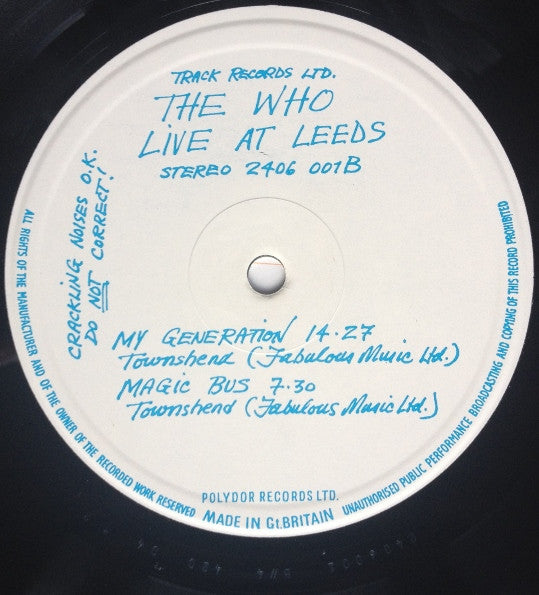 TRACK RECORDS LTD.
THE WHO
LIVE AT LEEDS
STEREO 2406 001B
CRACKLING NOISES O.K.
DO NOT CORRECT!
MY GENERATION 14.27
Townshend (Fabulous Music Ltd.)
MAGIC BUS 7.30
Townshend (Fabulous Music Ltd.)
POLYDOR RECORDS LTD.
MADE IN Gt.BRITAIN
ALL RIGHTS OF THE MANUFACTURER AND OF THE OWNER OF THE RECORDED WORK RESERVED
UNAUTHORISED PUBLIC PERFORMANCE BROADCASTING AND COPYING OF THIS RECORD PROHIBITED